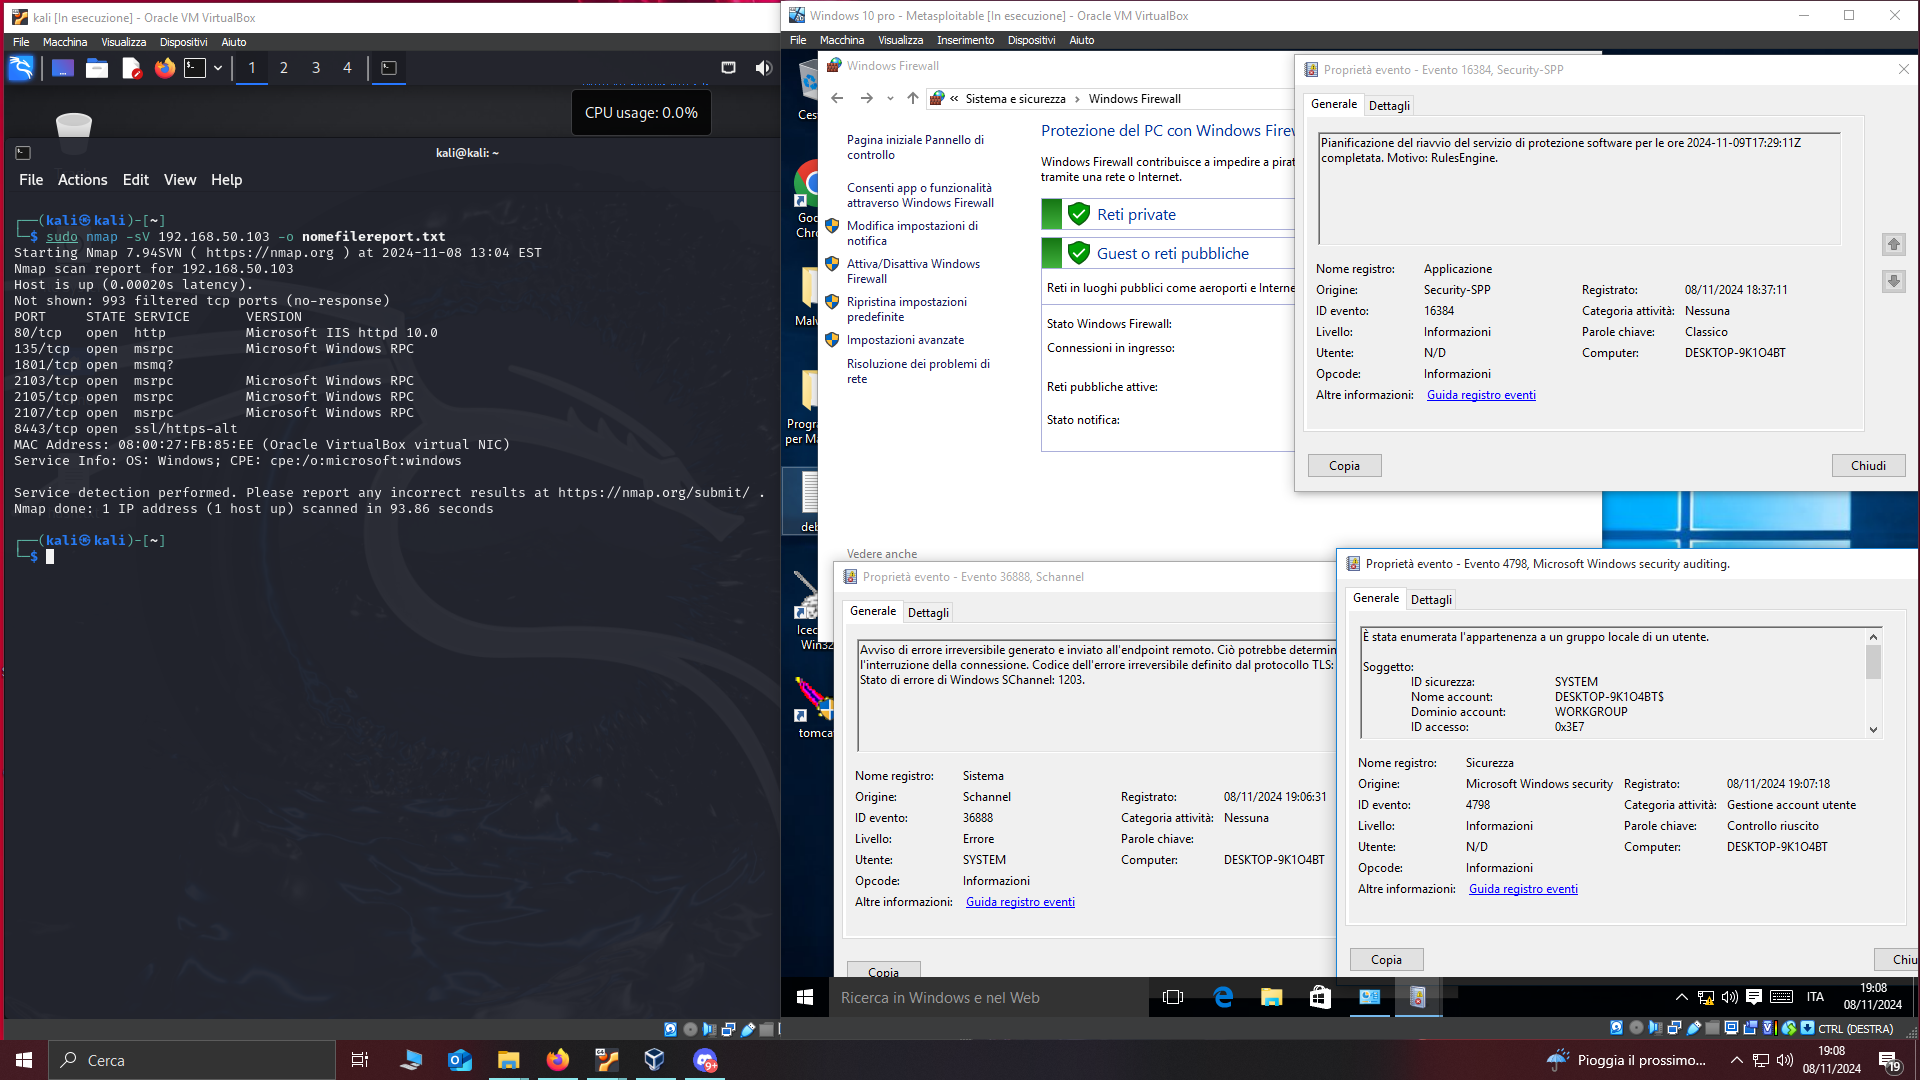 kali [In esecuzione] - Oracle VM VirtualBox
File Macchina Visualizza Dispositivi Aiuto
1 2 3 4
CPU usage: 0.0%
kali@kali: ~
File Actions Edit View Help
┌──(kali㉿kali)-[~]
└─$ sudo nmap -sV 192.168.50.103 -o nomefilereport.txt
Starting Nmap 7.94SVN ( https://nmap.org ) at 2024-11-08 13:04 EST
Nmap scan report for 192.168.50.103
Host is up (0.00020s latency).
Not shown: 993 filtered tcp ports (no-response)
PORT STATE SERVICE VERSION
80/tcp open http Microsoft IIS httpd 10.0
135/tcp open msrpc Microsoft Windows RPC
1801/tcp open msmq?
2103/tcp open msrpc Microsoft Windows RPC
2105/tcp open msrpc Microsoft Windows RPC
2107/tcp open msrpc Microsoft Windows RPC
8443/tcp open ssl/https-alt
MAC Address: 08:00:27:FB:85:EE (Oracle VirtualBox virtual NIC)
Service Info: OS: Windows; CPE: cpe:/o:microsoft:windows
Service detection performed. Please report any incorrect results at https://nmap.org/submit/ .
Nmap done: 1 IP address (1 host up) scanned in 93.86 seconds
┌──(kali㉿kali)-[~]
└─$
Windows 10 pro - Metasploitable [In esecuzione] - Oracle VM VirtualBox
File Macchina Visualizza Inserimento Dispositivi Aiuto
Ces
Goo
Chr
Mal
Progr
per Ma
deb
Icec
Win32
tomca
Windows Firewall
« Sistema e sicurezza › Windows Firewall
Pagina iniziale Pannello di
controllo
Consenti app o funzionalità
attraverso Windows Firewall
Modifica impostazioni di
notifica
Attiva/Disattiva Windows
Firewall
Ripristina impostazioni
predefinite
Impostazioni avanzate
Risoluzione dei problemi di
rete
Vedere anche
Protezione del PC con Windows Firew
Windows Firewall contribuisce a impedire a pirat
tramite una rete o Internet.
Reti private
Guest o reti pubbliche
Reti in luoghi pubblici come aeroporti e Interne
Stato Windows Firewall:
Connessioni in ingresso:
Reti pubbliche attive:
Stato notifica:
Proprietà evento - Evento 16384, Security-SPP
Generale Dettagli
Pianificazione del riavvio del servizio di protezione software per le ore 2024-11-09T17:29:11Z
completata. Motivo: RulesEngine.
Nome registro: Applicazione
Origine: Security-SPP Registrato: 08/11/2024 18:37:11
ID evento: 16384 Categoria attività: Nessuna
Livello: Informazioni Parole chiave: Classico
Utente: N/D Computer: DESKTOP-9K1O4BT
Opcode: Informazioni
Altre informazioni: Guida registro eventi
Copia Chiudi
Proprietà evento - Evento 36888, Schannel
Generale Dettagli
Avviso di errore irreversibile generato e inviato all'endpoint remoto. Ciò potrebbe determin
l'interruzione della connessione. Codice dell'errore irreversibile definito dal protocollo TLS:
Stato di errore di Windows SChannel: 1203.
Nome registro: Sistema
Origine: Schannel Registrato: 08/11/2024 19:06:31
ID evento: 36888 Categoria attività: Nessuna
Livello: Errore Parole chiave:
Utente: SYSTEM Computer: DESKTOP-9K1O4BT
Opcode: Informazioni
Altre informazioni: Guida registro eventi
Copia
Proprietà evento - Evento 4798, Microsoft Windows security auditing.
Generale Dettagli
È stata enumerata l'appartenenza a un gruppo locale di un utente.
Soggetto:
ID sicurezza: SYSTEM
Nome account: DESKTOP-9K1O4BT$
Dominio account: WORKGROUP
ID accesso: 0x3E7
Nome registro: Sicurezza
Origine: Microsoft Windows security Registrato: 08/11/2024 19:07:18
ID evento: 4798 Categoria attività: Gestione account utente
Livello: Informazioni Parole chiave: Controllo riuscito
Utente: N/D Computer: DESKTOP-9K1O4BT
Opcode: Informazioni
Altre informazioni: Guida registro eventi
Copia Chiu
Ricerca in Windows e nel Web
ITA
19:08
08/11/2024
CTRL (DESTRA)
Cerca
9+
Pioggia il prossimo...
19:08
08/11/2024
19